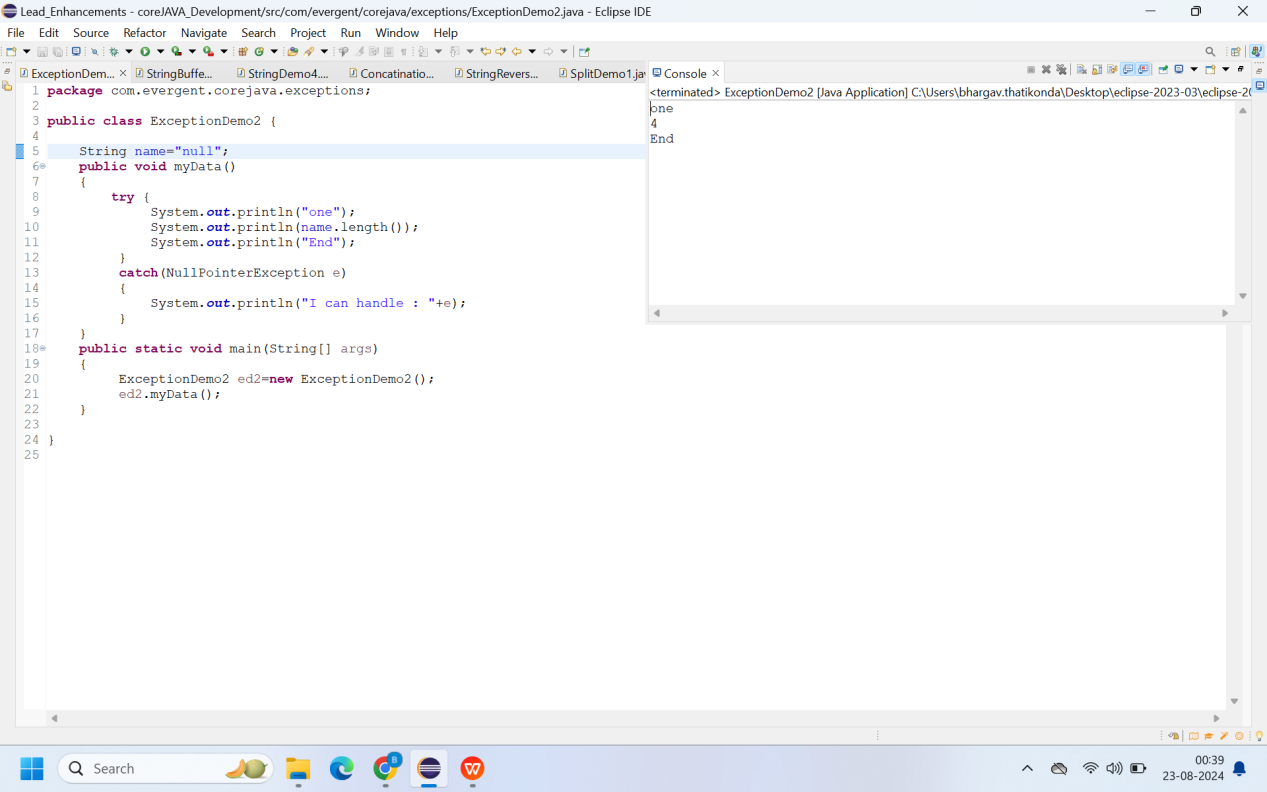 Lead_Enhancements - coreJAVA_Development/src/com/evergent/corejava/exceptions/ExceptionDemo2.java - Eclipse IDE
File Edit Source Refactor Navigate Search Project Run Window Help
ExceptionDem... StringBuffe... StringDemo4.... Concatinatio... StringRevers... SplitDemo1.ja
1 package com.evergent.corejava.exceptions;
2
3 public class ExceptionDemo2 {
4
5 String name="null";
6 public void myData()
7 {
8 try {
9 System.out.println("one");
10 System.out.println(name.length());
11 System.out.println("End");
12 }
13 catch(NullPointerException e)
14 {
15 System.out.println("I can handle : "+e);
16 }
17 }
18 public static void main(String[] args)
19 {
20 ExceptionDemo2 ed2=new ExceptionDemo2();
21 ed2.myData();
22 }
23
24 }
25
Console
<terminated> ExceptionDemo2 [Java Application] C:\Users\bhargav.thatikonda\Desktop\eclipse-2023-03\eclipse-20
one
4
End
Search
B
00:39
23-08-2024